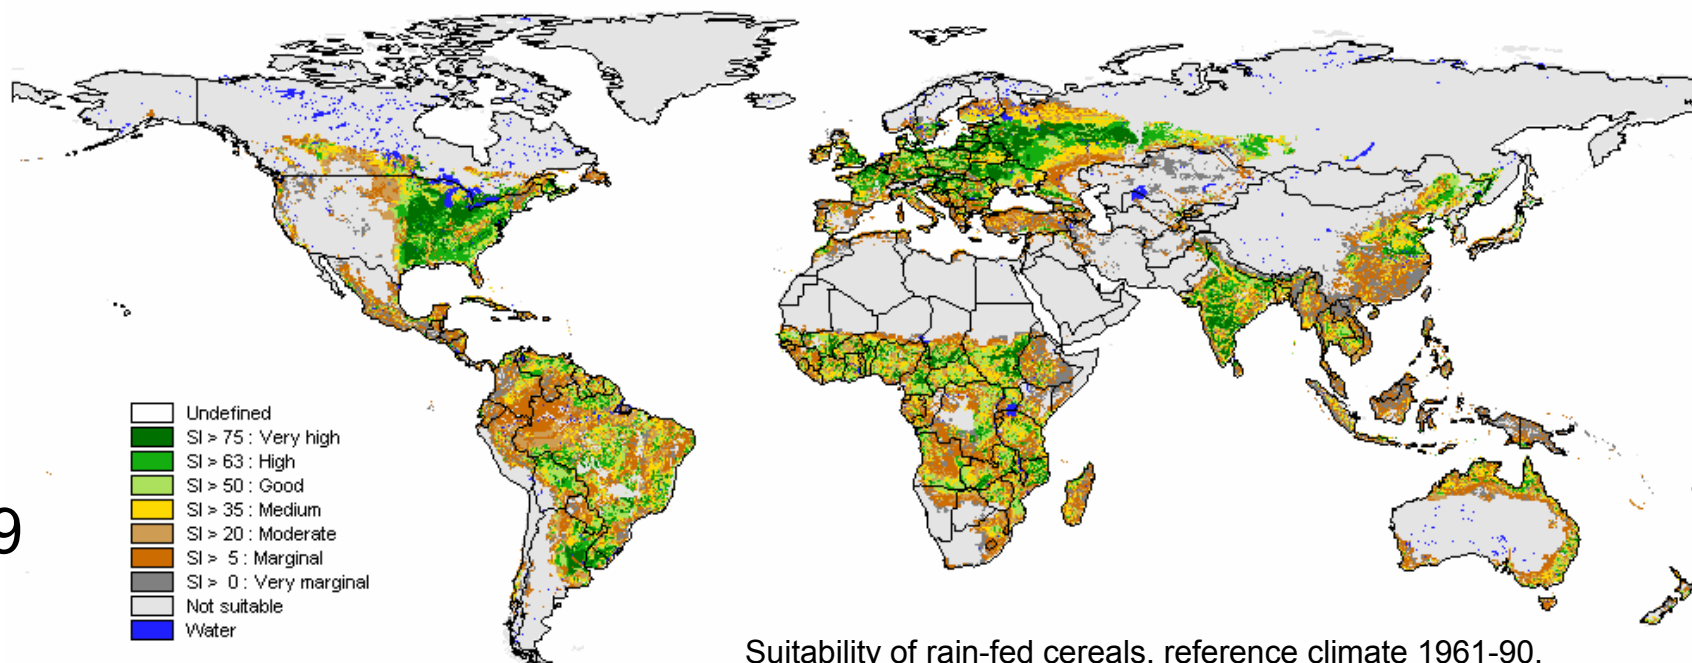 Undefined
SI > 75 : Very high
SI > 63 : High
SI > 50 : Good
SI > 35 : Medium
SI > 20 : Moderate
SI > 5 : Marginal
SI > 0 : Very marginal
Not suitable
Water
9
Suitability of rain-fed cereals, reference climate 1961-90.